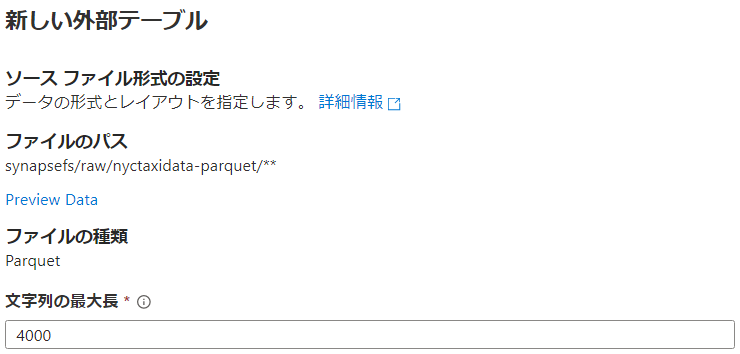 新しい外部テーブル
ソース ファイル形式の設定
データの形式とレイアウトを指定します。 詳細情報
ファイルのパス
synapsefs/raw/nyctaxidata-parquet/**
Preview Data
ファイルの種類
Parquet
文字列の最大長 *
4000